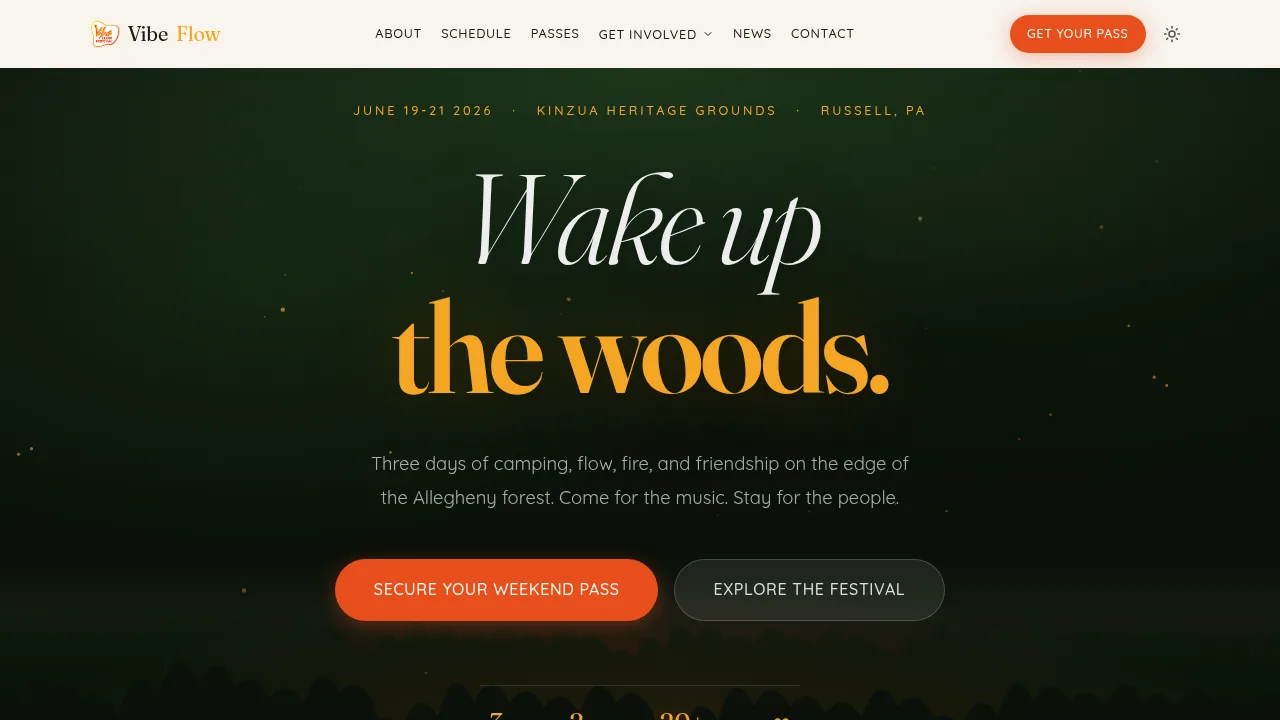 Vibe Flow
ABOUT SCHEDULE PASSES GET INVOLVED NEWS CONTACT
GET YOUR PASS
JUNE 19-21 2026 · KINZUA HERITAGE GROUNDS · RUSSELL, PA
Wake up
the woods.
Three days of camping, flow, fire, and friendship on the edge of
the Allegheny forest. Come for the music. Stay for the people.
SECURE YOUR WEEKEND PASS
EXPLORE THE FESTIVAL